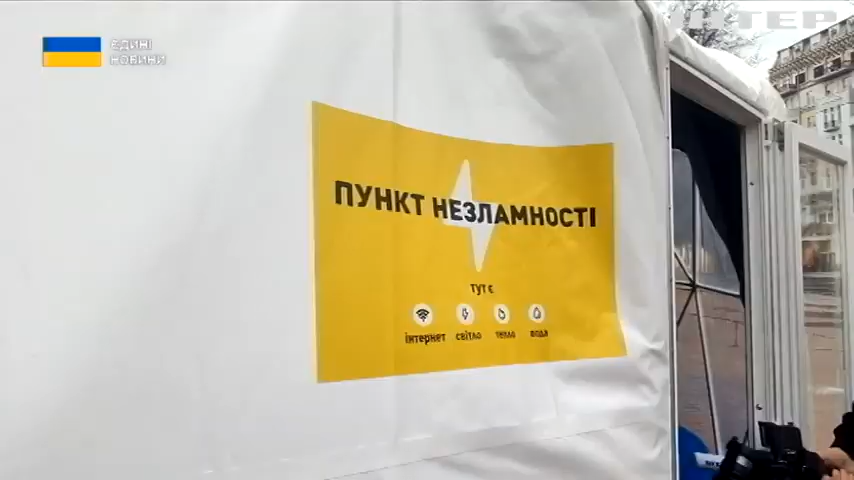 ІНТЕР
ЄДИНІ
НОВИНИ
ПУНКТ НЕЗЛАМНОСТІ
ТУТ Є
інтернет світло тепло вода